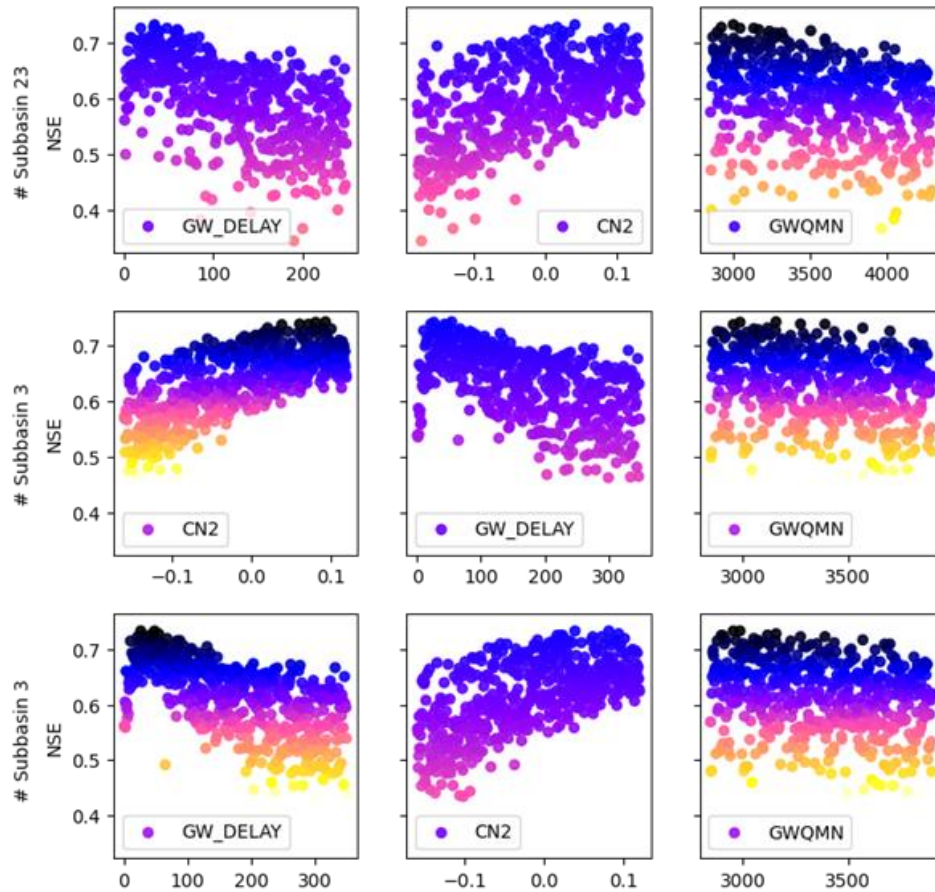 # Subbasin 23
NSE
0.7
0.6
0.5
0.4
GW_DELAY
0 100 200
CN2
−0.1 0.0 0.1
GWQMN
3000 3500 4000
# Subbasin 3
NSE
0.7
0.6
0.5
0.4
CN2
−0.1 0.0 0.1
GW_DELAY
0 100 200 300
GWQMN
3000 3500
# Subbasin 3
NSE
0.7
0.6
0.5
0.4
GW_DELAY
0 100 200 300
CN2
−0.1 0.0 0.1
GWQMN
3000 3500